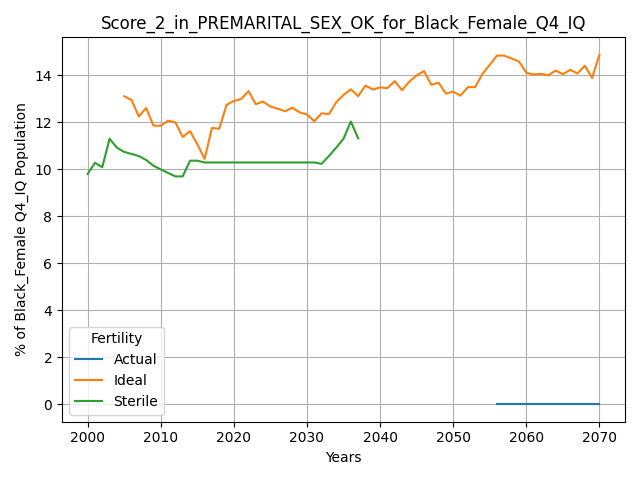 Score_2_in_PREMARITAL_SEX_OK_for_Black_Female_Q4_IQ
% of Black_Female Q4_IQ Population
14
12
10
8
6
4
2
0
Fertility
Actual
Ideal
Sterile
2000 2010 2020 2030 2040 2050 2060 2070
Years